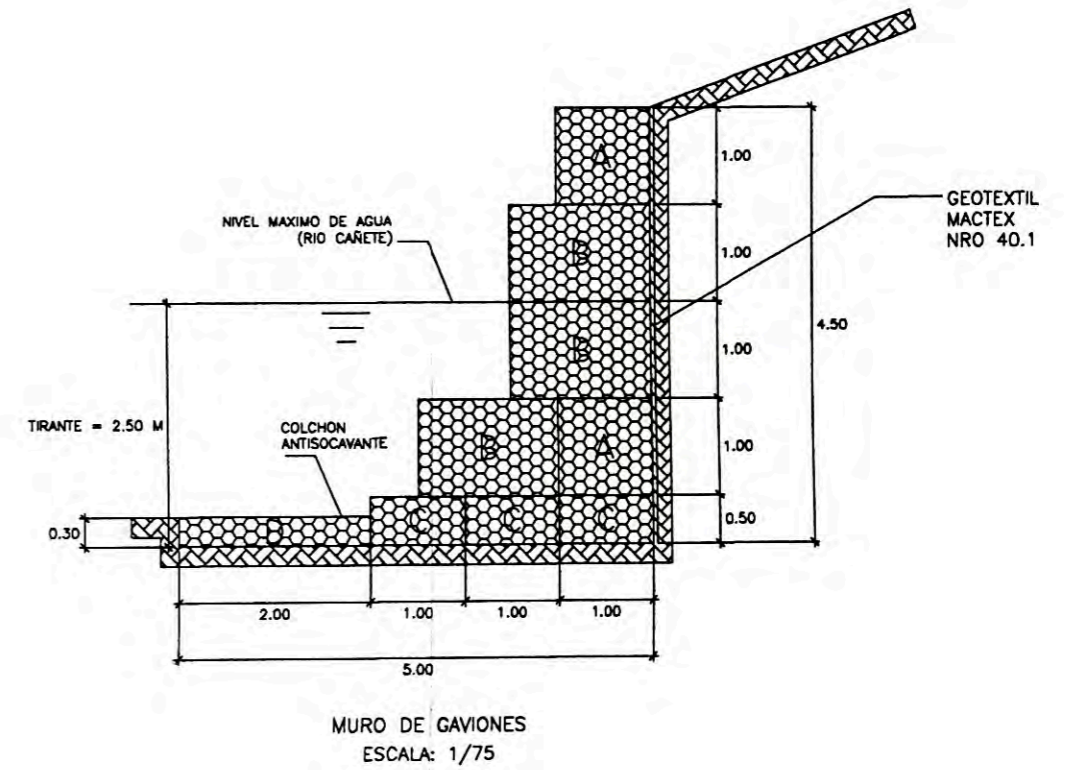 A
1.00
GEOTEXTIL
MACTEX
NRO 40.1
NIVEL MAXIMO DE AGUA
(RIO CAÑETE)
B
1.00
4.50
B
1.00
TIRANTE = 2.50 M
COLCHON
ANTISOCAVANTE
B A
1.00
0.30
D C C C
0.50
2.00 1.00 1.00 1.00
5.00
MURO DE GAVIONES
ESCALA: 1/75